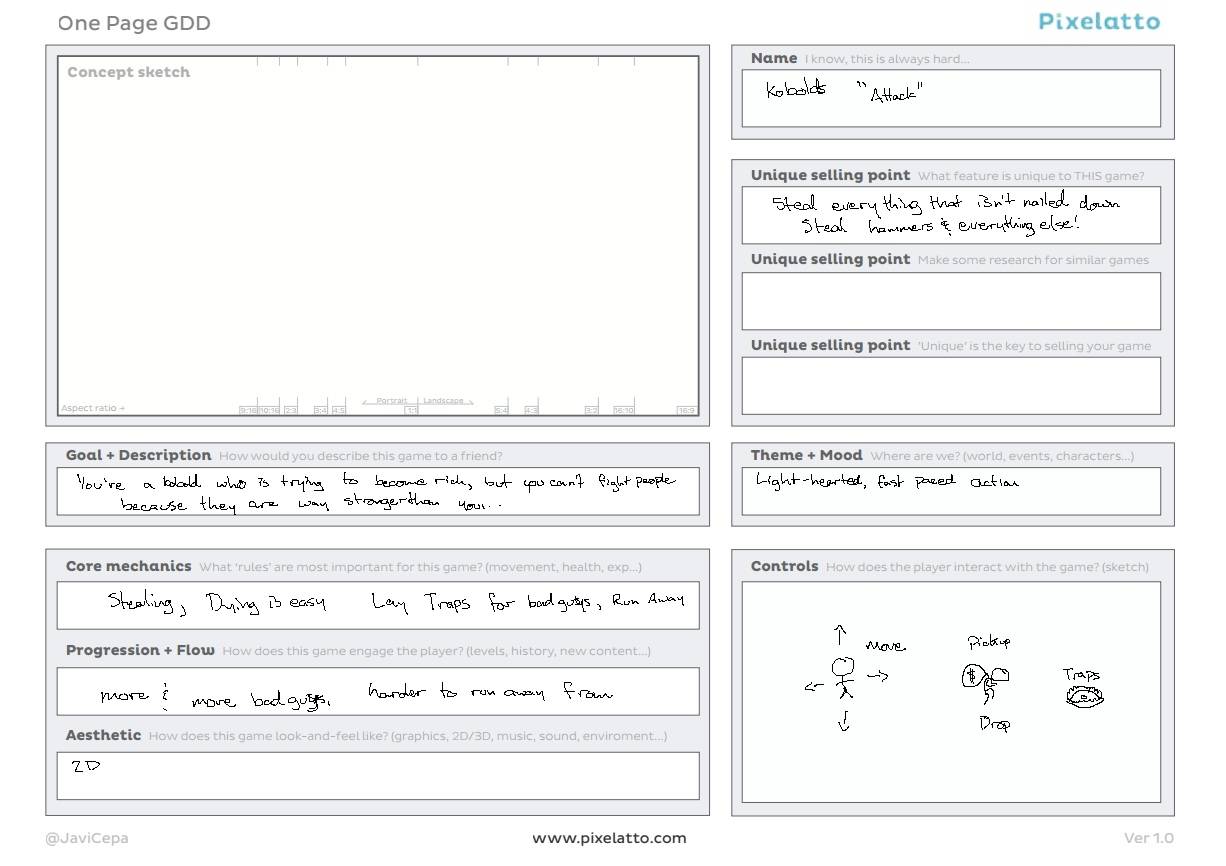 One Page GDD
Pixelatto
Concept sketch
Aspect ratio →
9:16 10:16 2:3 3:4 4:5 Portrait 1:1 Landscape 5:4 4:3 3:2 16:10 16:9
Name I know, this is always hard...
Kobolds "Attack"
Unique selling point What feature is unique to THIS game?
Steal everything that isn't nailed down
Steal hammers & everything else!
Unique selling point Make some research for similar games
Unique selling point 'Unique' is the key to selling your game
Goal + Description How would you describe this game to a friend?
You're a kobold who is trying to become rich, but you can't fight people
because they are way stronger than you...
Theme + Mood Where are we? (world, events, characters...)
Light-hearted, fast paced action
Core mechanics What 'rules' are most important for this game? (movement, health, exp...)
Stealing, Dying is easy Lay Traps for bad guys, Run Away
Progression + Flow How does this game engage the player? (levels, history, new content...)
more & more bad guys, harder to run away from
Aesthetic How does this game look-and-feel like? (graphics, 2D/3D, music, sound, enviroment...)
2D
Controls How does the player interact with the game? (sketch)
move
Pickup
$
Drop
Traps
@JaviCepa
www.pixelatto.com
Ver 1.0